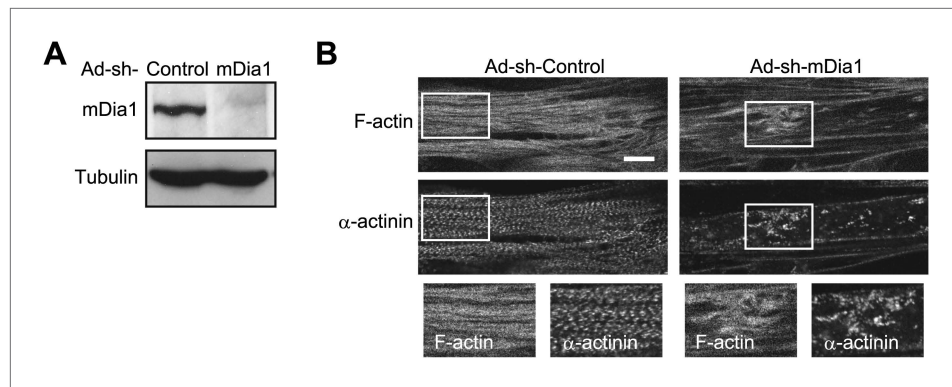 A
Ad-sh- Control mDia1
mDia1
Tubulin
B
Ad-sh-Control Ad-sh-mDia1
F-actin
α-actinin
F-actin α-actinin F-actin α-actinin